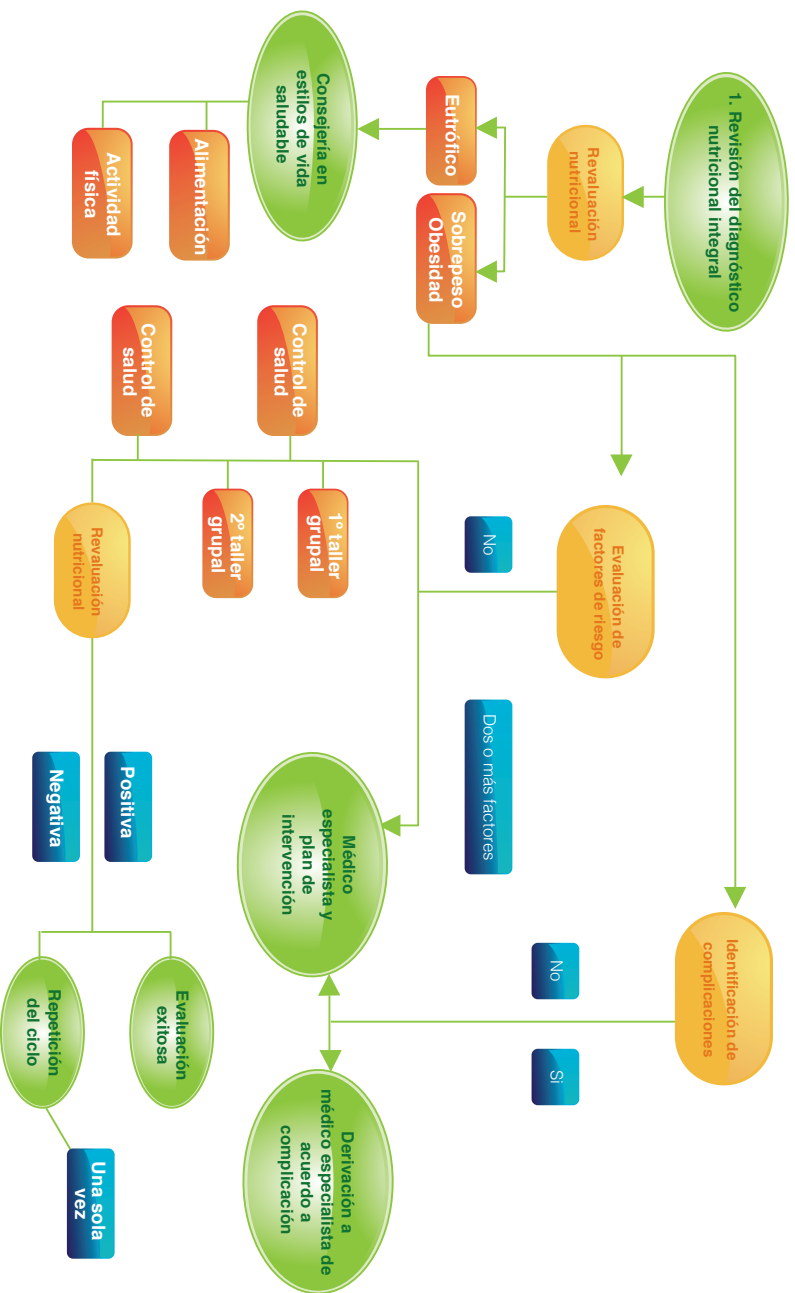 1. Revisión del diagnóstico
nutricional integral
Revaluación
nutricional
Eutrófico
Sobrepeso
Obesidad
Consejería en
estilos de vida
saludable
Alimentación
Actividad
física
Evaluación de
factores de riesgo
No
Dos o más factores
Control de
salud
1º taller
grupal
2º taller
grupal
Control de
salud
Revaluación
nutricional
Positiva
Negativa
Evaluación
exitosa
Repetición
del ciclo
Una sola
vez
Médico
especialista y
plan de
intervención
Identificación de
complicaciones
No
Si
Derivación a
médico especialista de
acuerdo a
complicación